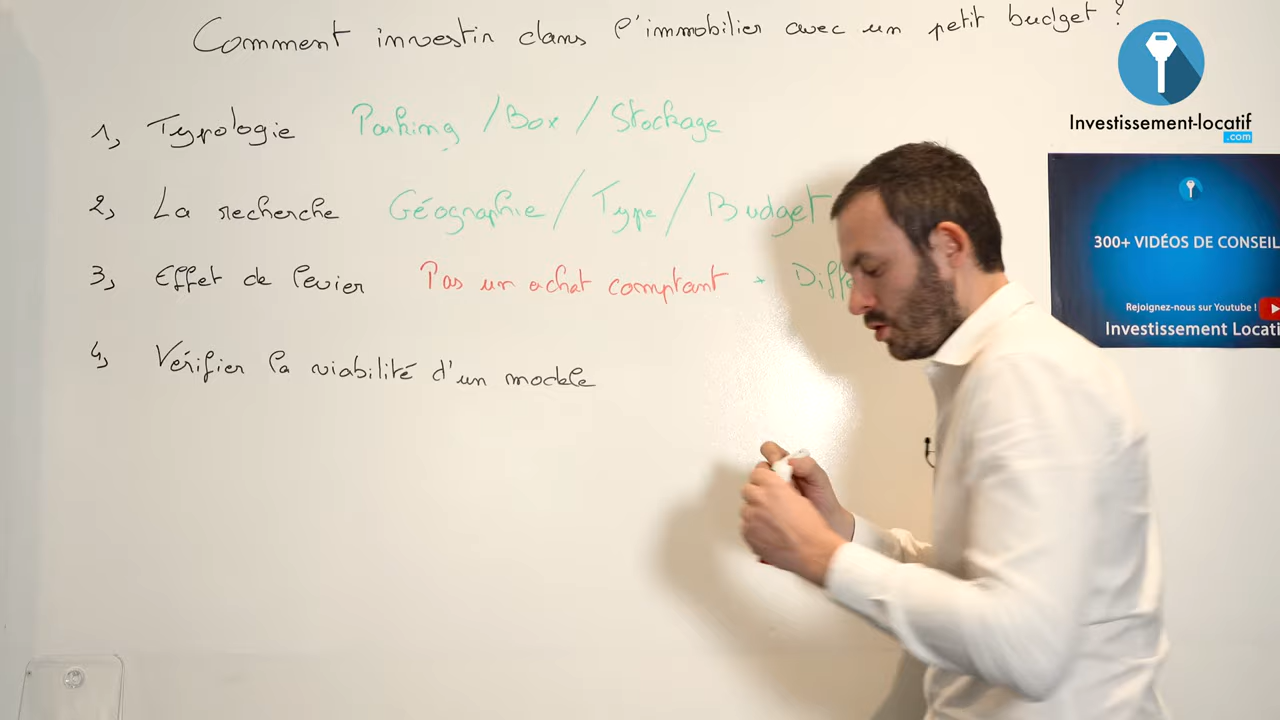 Comment investir dans l'immobilier avec un petit budget ?
1, Typologie Parking / Box / Stockage
2, La recherche Géographie / Type / Budget
3, Effet de levier Pas un achat comptant +
4, Vérifier la viabilité d'un modèle
Investissement-locatif
.com
300+ VIDÉOS DE CONSEIL
Rejoignez-nous sur Youtube !
Investissement Locati